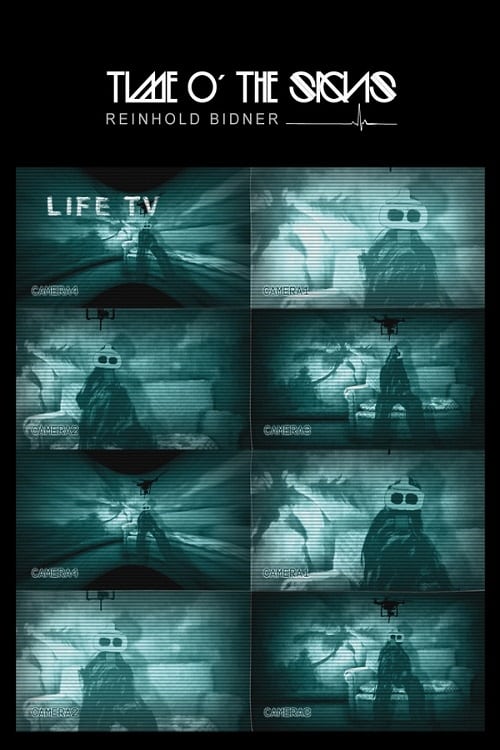 TIME O' THE SIGNS
REINHOLD BIDNER
LIFE TV
CAMERA4
CAMERA1
CAMERA2
CAMERA3
CAMERA4
CAMERA1
CAMERA2
CAMERA3